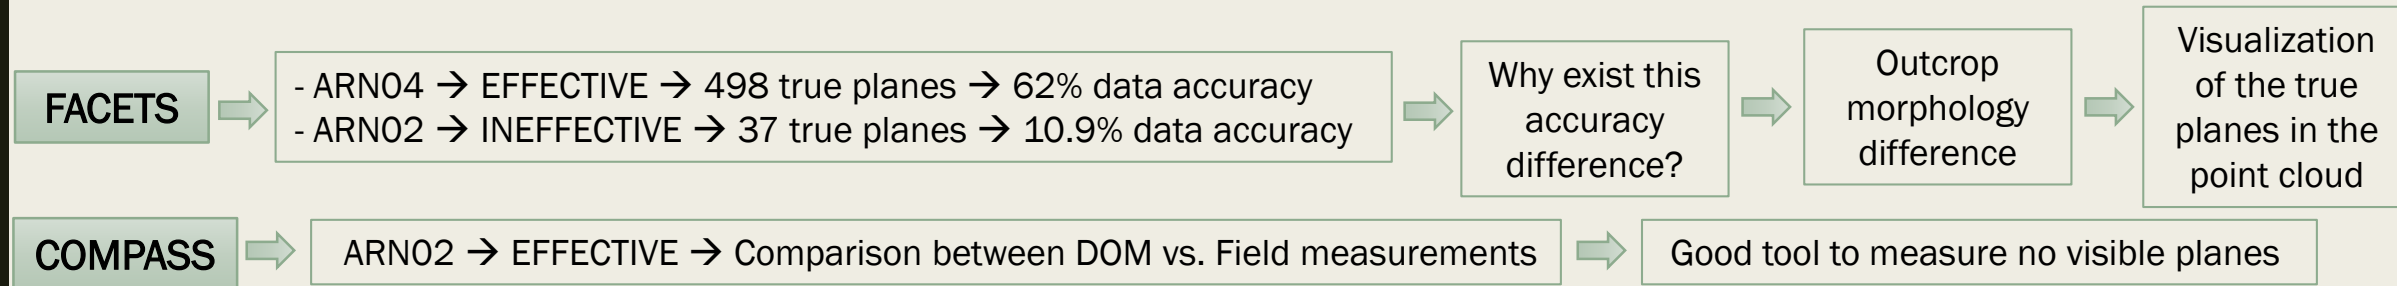 FACETS
- ARN04 → EFFECTIVE → 498 true planes → 62% data accuracy
- ARN02 → INEFFECTIVE → 37 true planes → 10.9% data accuracy
Why exist this
accuracy
difference?
Outcrop
morphology
difference
Visualization
of the true
planes in the
point cloud
COMPASS
ARN02 → EFFECTIVE → Comparison between DOM vs. Field measurements
Good tool to measure no visible planes